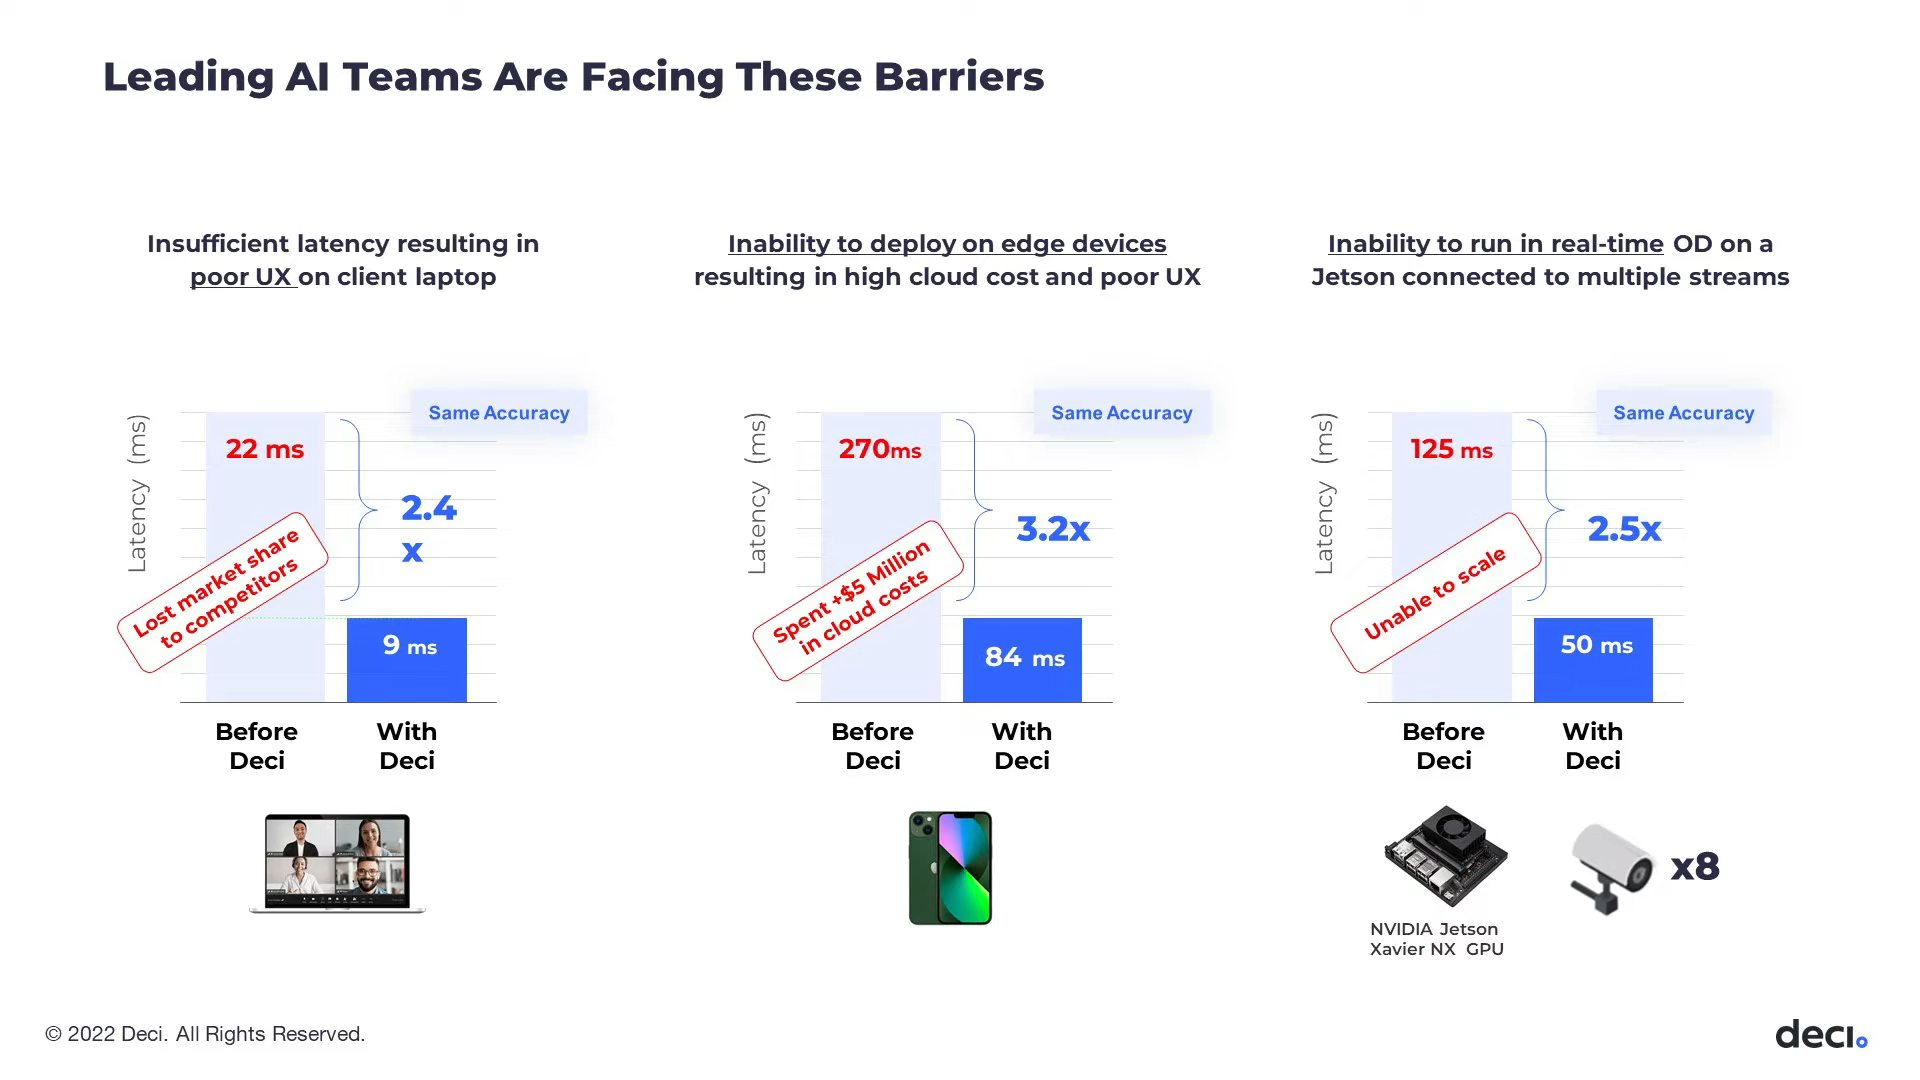 Leading AI Teams Are Facing These Barriers
Insufficient latency resulting in
poor UX on client laptop
Latency (ms)
22 ms
Same Accuracy
2.4
x
Lost market share
to competitors
9 ms
Before
Deci
With
Deci
Inability to deploy on edge devices
resulting in high cloud cost and poor UX
Latency (ms)
270ms
Same Accuracy
3.2x
Spent +$5 Million
in cloud costs
84 ms
Before
Deci
With
Deci
Inability to run in real-time OD on a
Jetson connected to multiple streams
Latency (ms)
125 ms
Same Accuracy
2.5x
Unable to scale
50 ms
Before
Deci
With
Deci
NVIDIA Jetson
Xavier NX GPU
x8
© 2022 Deci. All Rights Reserved.
deci.